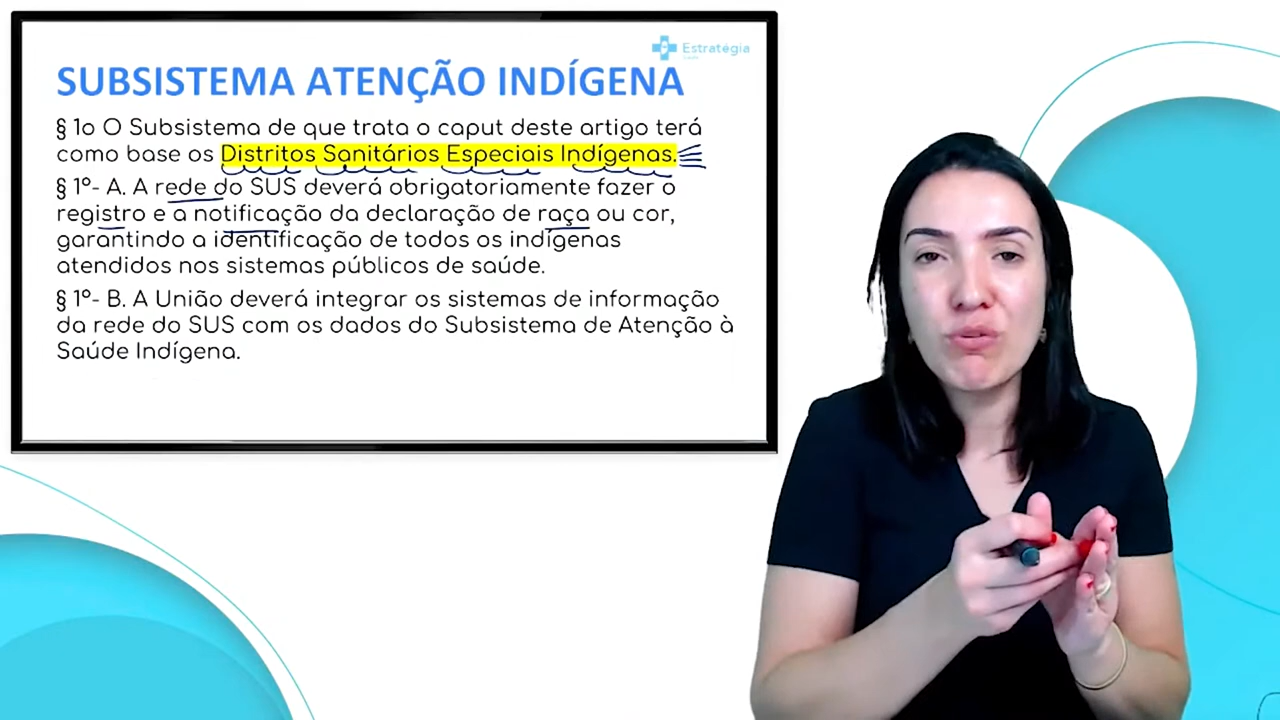 Estratégia
SUBSISTEMA ATENÇÃO INDÍGENA
§ 1o O Subsistema de que trata o caput deste artigo terá
como base os Distritos Sanitários Especiais Indígenas.
§ 1º- A. A rede do SUS deverá obrigatoriamente fazer o
registro e a notificação da declaração de raça ou cor,
garantindo a identificação de todos os indígenas
atendidos nos sistemas públicos de saúde.
§ 1º- B. A União deverá integrar os sistemas de informação
da rede do SUS com os dados do Subsistema de Atenção à
Saúde Indígena.